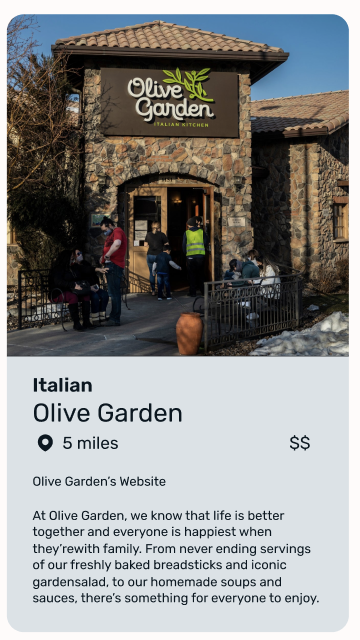 Olive
Garden
ITALIAN KITCHEN
Italian
Olive Garden
5 miles $$
Olive Garden's Website
At Olive Garden, we know that life is better
together and everyone is happiest when
they'rewith family. From never ending servings
of our freshly baked breadsticks and iconic
gardensalad, to our homemade soups and
sauces, there's something for everyone to enjoy.